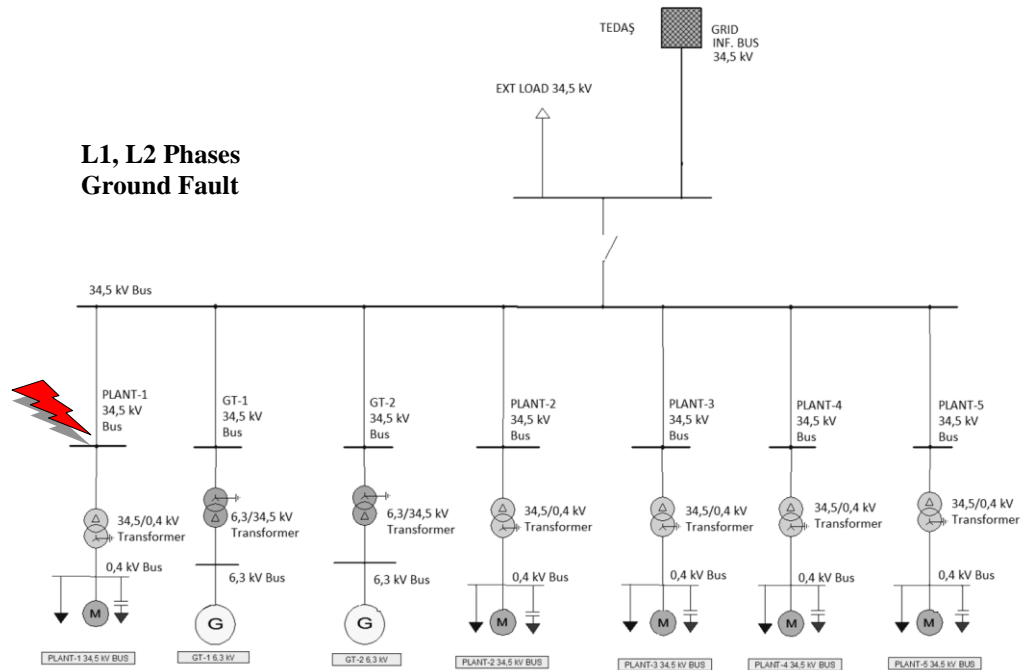 TEDAŞ
GRID
INF. BUS
34,5 kV
EXT LOAD 34,5 kV
L1, L2 Phases
Ground Fault
34,5 kV Bus
PLANT-1
34,5 kV
Bus
GT-1
34,5 kV
Bus
GT-2
34,5 kV
Bus
PLANT-2
34,5 kV
Bus
PLANT-3
34,5 kV
Bus
PLANT-4
34,5 kV
Bus
PLANT-5
34,5 kV
Bus
34,5/0,4 kV
Transformer
6,3/34,5 kV
Transformer
6,3/34,5 kV
Transformer
34,5/0,4 kV
Transformer
34,5/0,4 kV
Transformer
34,5/0,4 kV
Transformer
34,5/0,4 kV
Transformer
0,4 kV Bus
6,3 kV Bus
6,3 kV Bus
0,4 kV Bus
0,4 kV Bus
0,4 kV Bus
0,4 kV Bus
M
G
G
M
M
M
M
PLANT-1 34,5 kV BUS
GT-1 6,3 kV
GT-2 6,3 kV
PLANT-2 34,5 kV BUS
PLANT-3 34,5 kV BUS
PLANT-4 34,5 kV BUS
PLANT-5 34,5 kV BUS